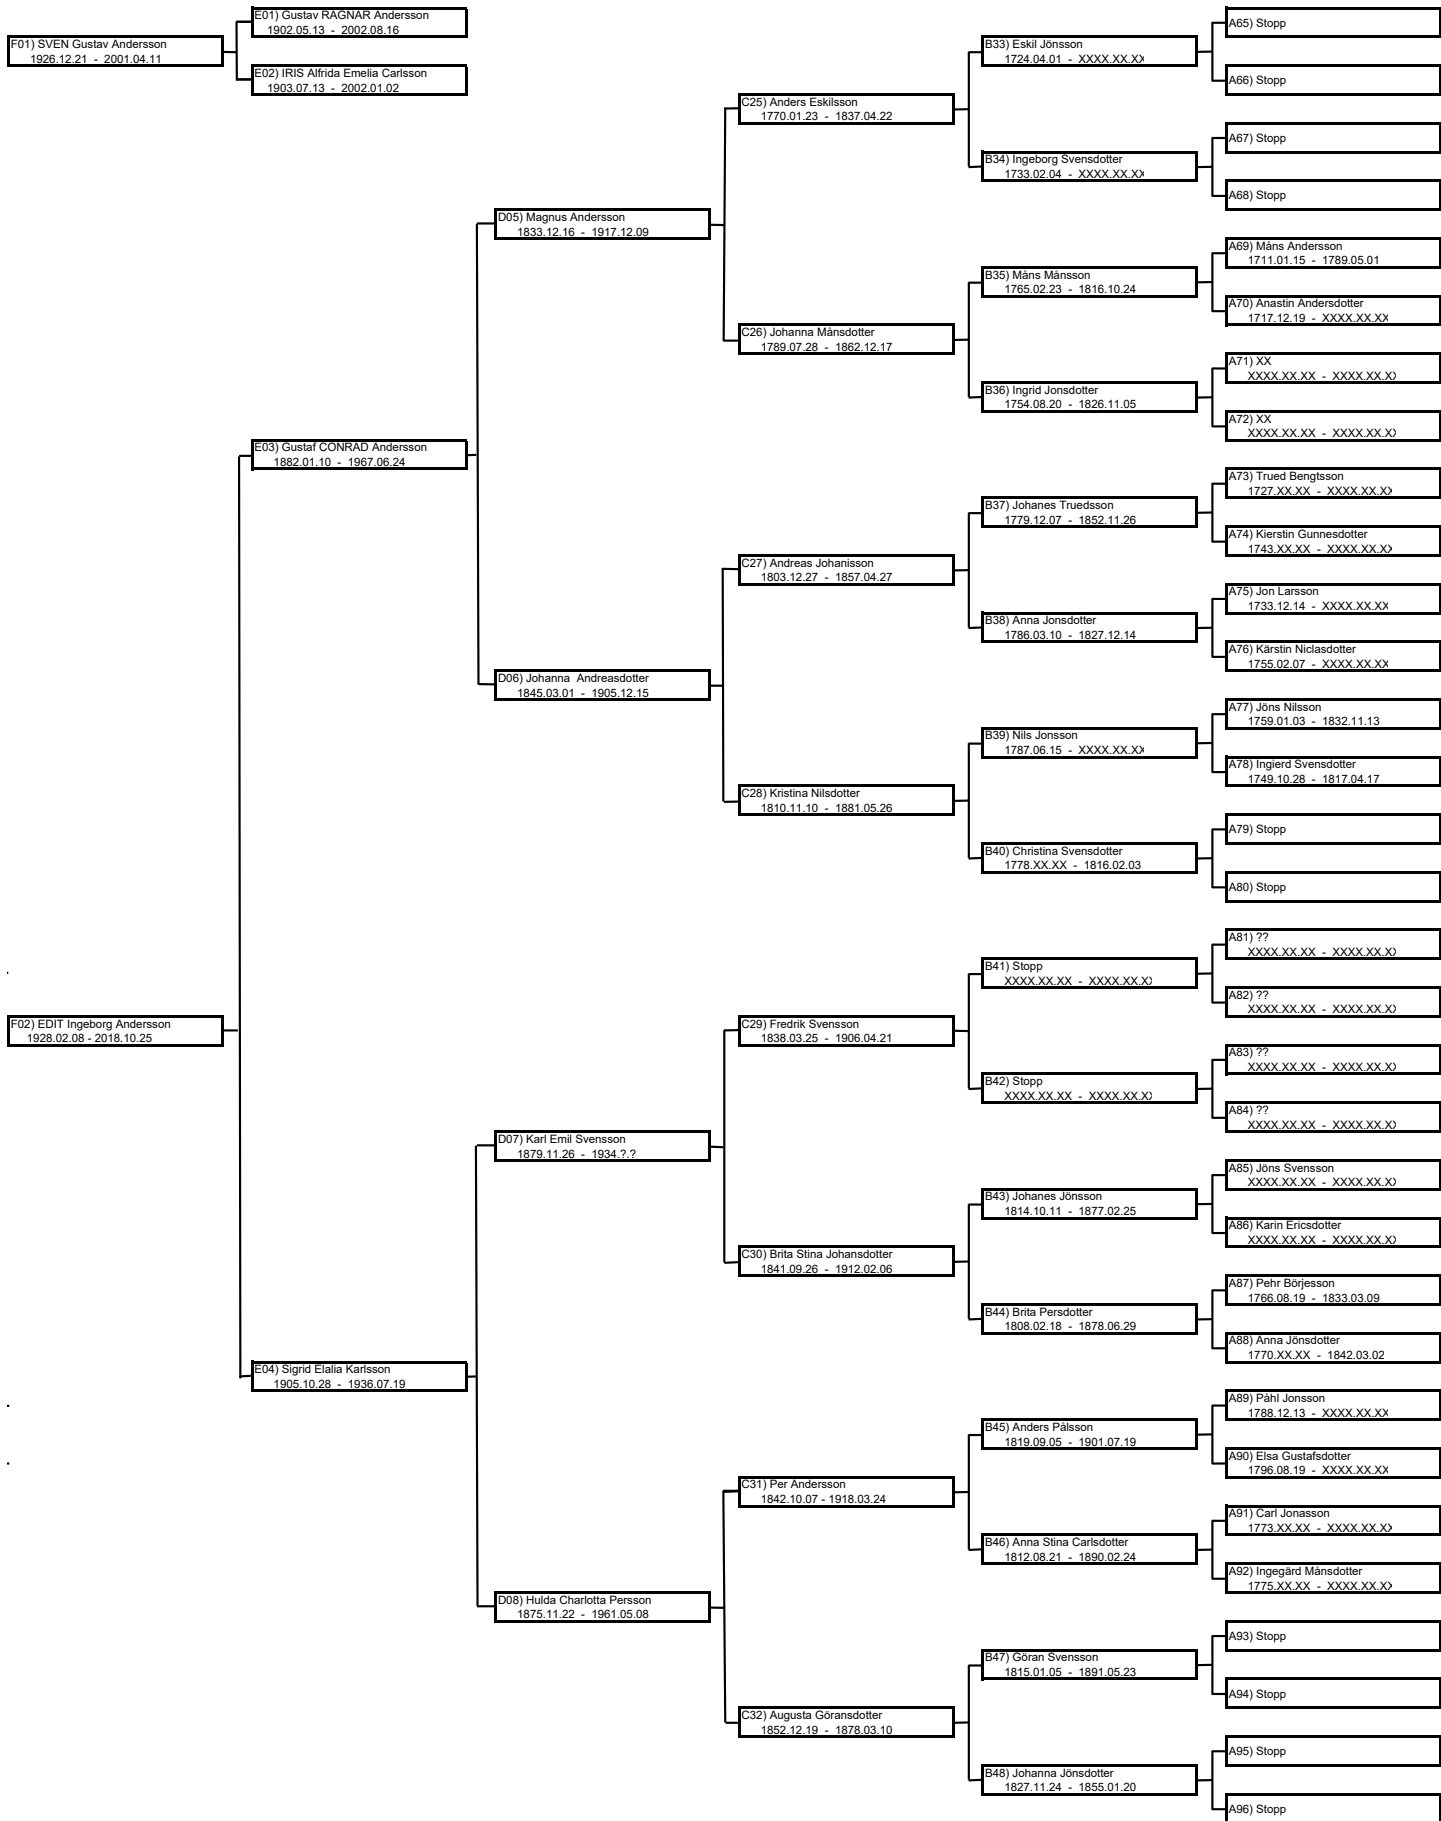 E01) Gustav RAGNAR Andersson
1902.05.13 - 2002.08.16
F01) SVEN Gustav Andersson
1926.12.21 - 2001.04.11
E02) IRIS Alfrida Emelia Carlsson
1903.07.13 - 2002.01.02
F02) EDIT Ingeborg Andersson
1928.02.08 - 2018.10.25
E03) Gustaf CONRAD Andersson
1882.01.10 - 1967.06.24
E04) Sigrid Elalia Karlsson
1905.10.28 - 1936.07.19
D05) Magnus Andersson
1833.12.16 - 1917.12.09
D06) Johanna Andreasdotter
1845.03.01 - 1905.12.15
D07) Karl Emil Svensson
1879.11.26 - 1934.?.?
D08) Hulda Charlotta Persson
1875.11.22 - 1961.05.08
C25) Anders Eskilsson
1770.01.23 - 1837.04.22
C26) Johanna Månsdotter
1789.07.28 - 1862.12.17
C27) Andreas Johanisson
1803.12.27 - 1857.04.27
C28) Kristina Nilsdotter
1810.11.10 - 1881.05.26
C29) Fredrik Svensson
1838.03.25 - 1906.04.21
C30) Brita Stina Johansdotter
1841.09.26 - 1912.02.06
C31) Per Andersson
1842.10.07 - 1918.03.24
C32) Augusta Göransdotter
1852.12.19 - 1878.03.10
B33) Eskil Jönsson
1724.04.01 - XXXX.XX.XX
B34) Ingeborg Svensdotter
1733.02.04 - XXXX.XX.XX
B35) Måns Månsson
1765.02.23 - 1816.10.24
B36) Ingrid Jonsdotter
1754.08.20 - 1826.11.05
B37) Johanes Truedsson
1779.12.07 - 1852.11.26
B38) Anna Jonsdotter
1786.03.10 - 1827.12.14
B39) Nils Jonsson
1787.06.15 - XXXX.XX.XX
B40) Christina Svensdotter
1778.XX.XX - 1816.02.03
B41) Stopp
XXXX.XX.XX - XXXX.XX.XX
B42) Stopp
XXXX.XX.XX - XXXX.XX.XX
B43) Johanes Jönsson
1814.10.11 - 1877.02.25
B44) Brita Persdotter
1808.02.18 - 1878.06.29
B45) Anders Pålsson
1819.09.05 - 1901.07.19
B46) Anna Stina Carlsdotter
1812.08.21 - 1890.02.24
B47) Göran Svensson
1815.01.05 - 1891.05.23
B48) Johanna Jönsdotter
1827.11.24 - 1855.01.20
A65) Stopp
A66) Stopp
A67) Stopp
A68) Stopp
A69) Måns Andersson
1711.01.15 - 1789.05.01
A70) Anastin Andersdotter
1717.12.19 - XXXX.XX.XX
A71) XX
XXXX.XX.XX - XXXX.XX.XX
A72) XX
XXXX.XX.XX - XXXX.XX.XX
A73) Trued Bengtsson
1727.XX.XX - XXXX.XX.XX
A74) Kierstin Gunnesdotter
1743.XX.XX - XXXX.XX.XX
A75) Jon Larsson
1733.12.14 - XXXX.XX.XX
A76) Kärstin Niclasdotter
1755.02.07 - XXXX.XX.XX
A77) Jöns Nilsson
1759.01.03 - 1832.11.13
A78) Ingierd Svensdotter
1749.10.28 - 1817.04.17
A79) Stopp
A80) Stopp
A81) ??
XXXX.XX.XX - XXXX.XX.XX
A82) ??
XXXX.XX.XX - XXXX.XX.XX
A83) ??
XXXX.XX.XX - XXXX.XX.XX
A84) ??
XXXX.XX.XX - XXXX.XX.XX
A85) Jöns Svensson
XXXX.XX.XX - XXXX.XX.XX
A86) Karin Ericsdotter
XXXX.XX.XX - XXXX.XX.XX
A87) Pehr Börjesson
1766.08.19 - 1833.03.09
A88) Anna Jönsdotter
1770.XX.XX - 1842.03.02
A89) Påhl Jonsson
1788.12.13 - XXXX.XX.XX
A90) Elsa Gustafsdotter
1796.08.19 - XXXX.XX.XX
A91) Carl Jonasson
1773.XX.XX - XXXX.XX.XX
A92) Ingegärd Månsdotter
1775.XX.XX - XXXX.XX.XX
A93) Stopp
A94) Stopp
A95) Stopp
A96) Stopp